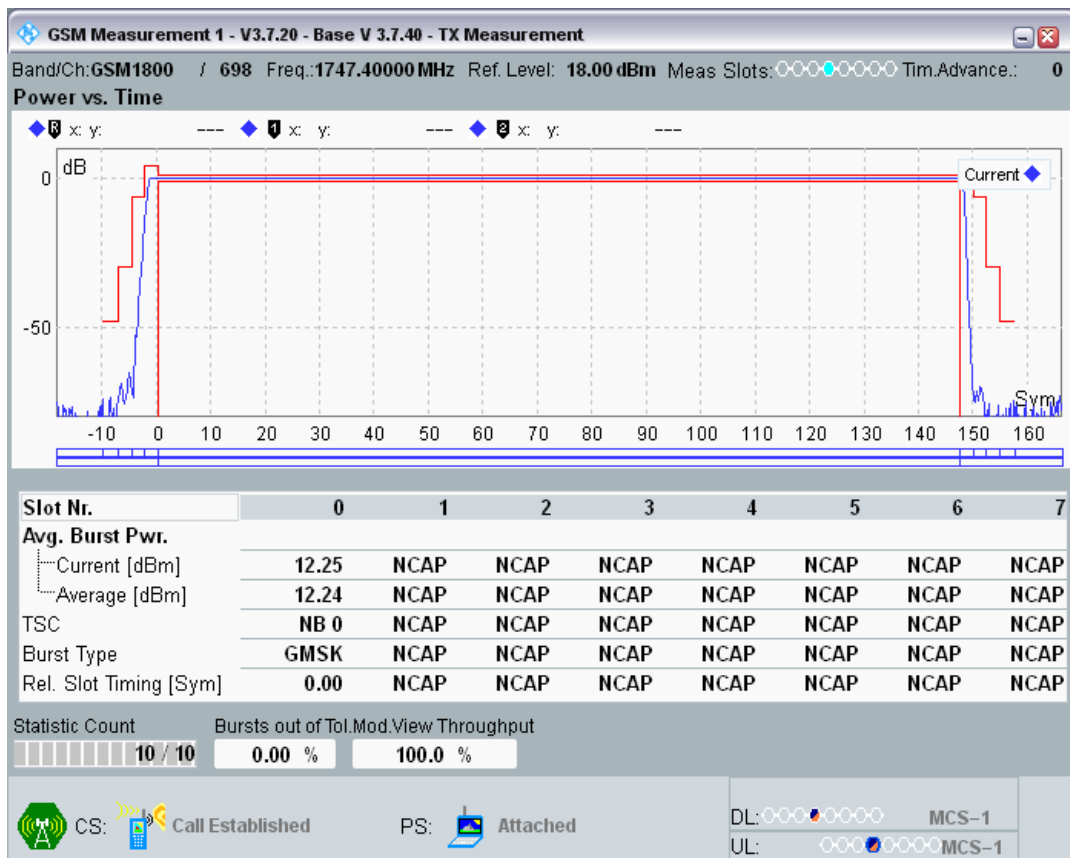 GSM Measurement 1 - V3.7.20 - Base V 3.7.40 - TX Measurement
Band/Ch:GSM1800 / 698 Freq.:1747.40000 MHz Ref. Level: 18.00 dBm Meas Slots: Tim.Advance.: 0
Power vs. Time
R x: y: --- 1 x: y: --- 2 x: y: ---
dB
0
Current
-50
Sym
-10 0 10 20 30 40 50 60 70 80 90 100 110 120 130 140 150 160
Slot Nr. 0 1 2 3 4 5 6 7
Avg. Burst Pwr.
Current [dBm] 12.25 NCAP NCAP NCAP NCAP NCAP NCAP NCAP
Average [dBm] 12.24 NCAP NCAP NCAP NCAP NCAP NCAP NCAP
TSC NB 0 NCAP NCAP NCAP NCAP NCAP NCAP NCAP
Burst Type GMSK NCAP NCAP NCAP NCAP NCAP NCAP NCAP
Rel. Slot Timing [Sym] 0.00 NCAP NCAP NCAP NCAP NCAP NCAP NCAP
Statistic Count Bursts out of Tol.Mod.View Throughput
10 / 10 0.00 % 100.0 %
CS: Call Established PS: Attached
DL: MCS-1
UL: MCS-1